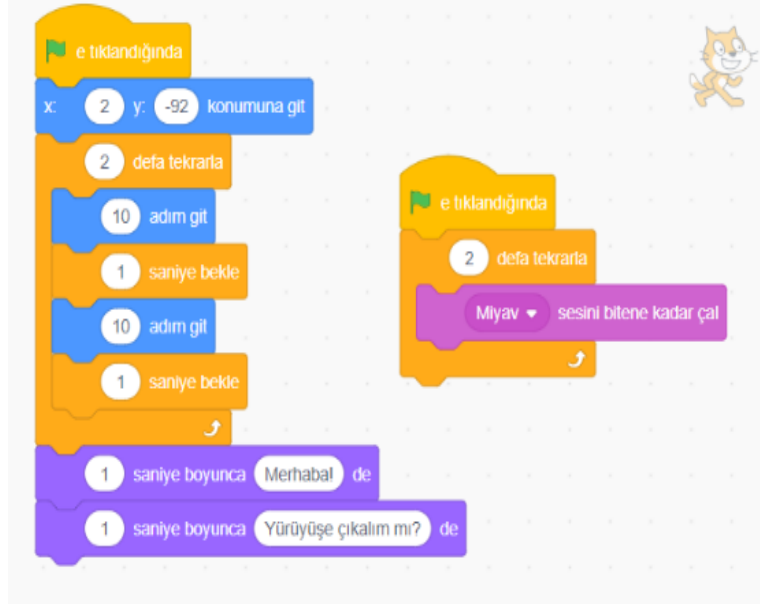 e tıklandığında
x: 2 y: -92 konumuna git
2 defa tekrarla
10 adım git
1 saniye bekle
10 adım git
1 saniye bekle
1 saniye boyunca Merhaba! de
1 saniye boyunca Yürüyüşe çıkalım mı? de
e tıklandığında
2 defa tekrarla
Miyav sesini bitene kadar çal